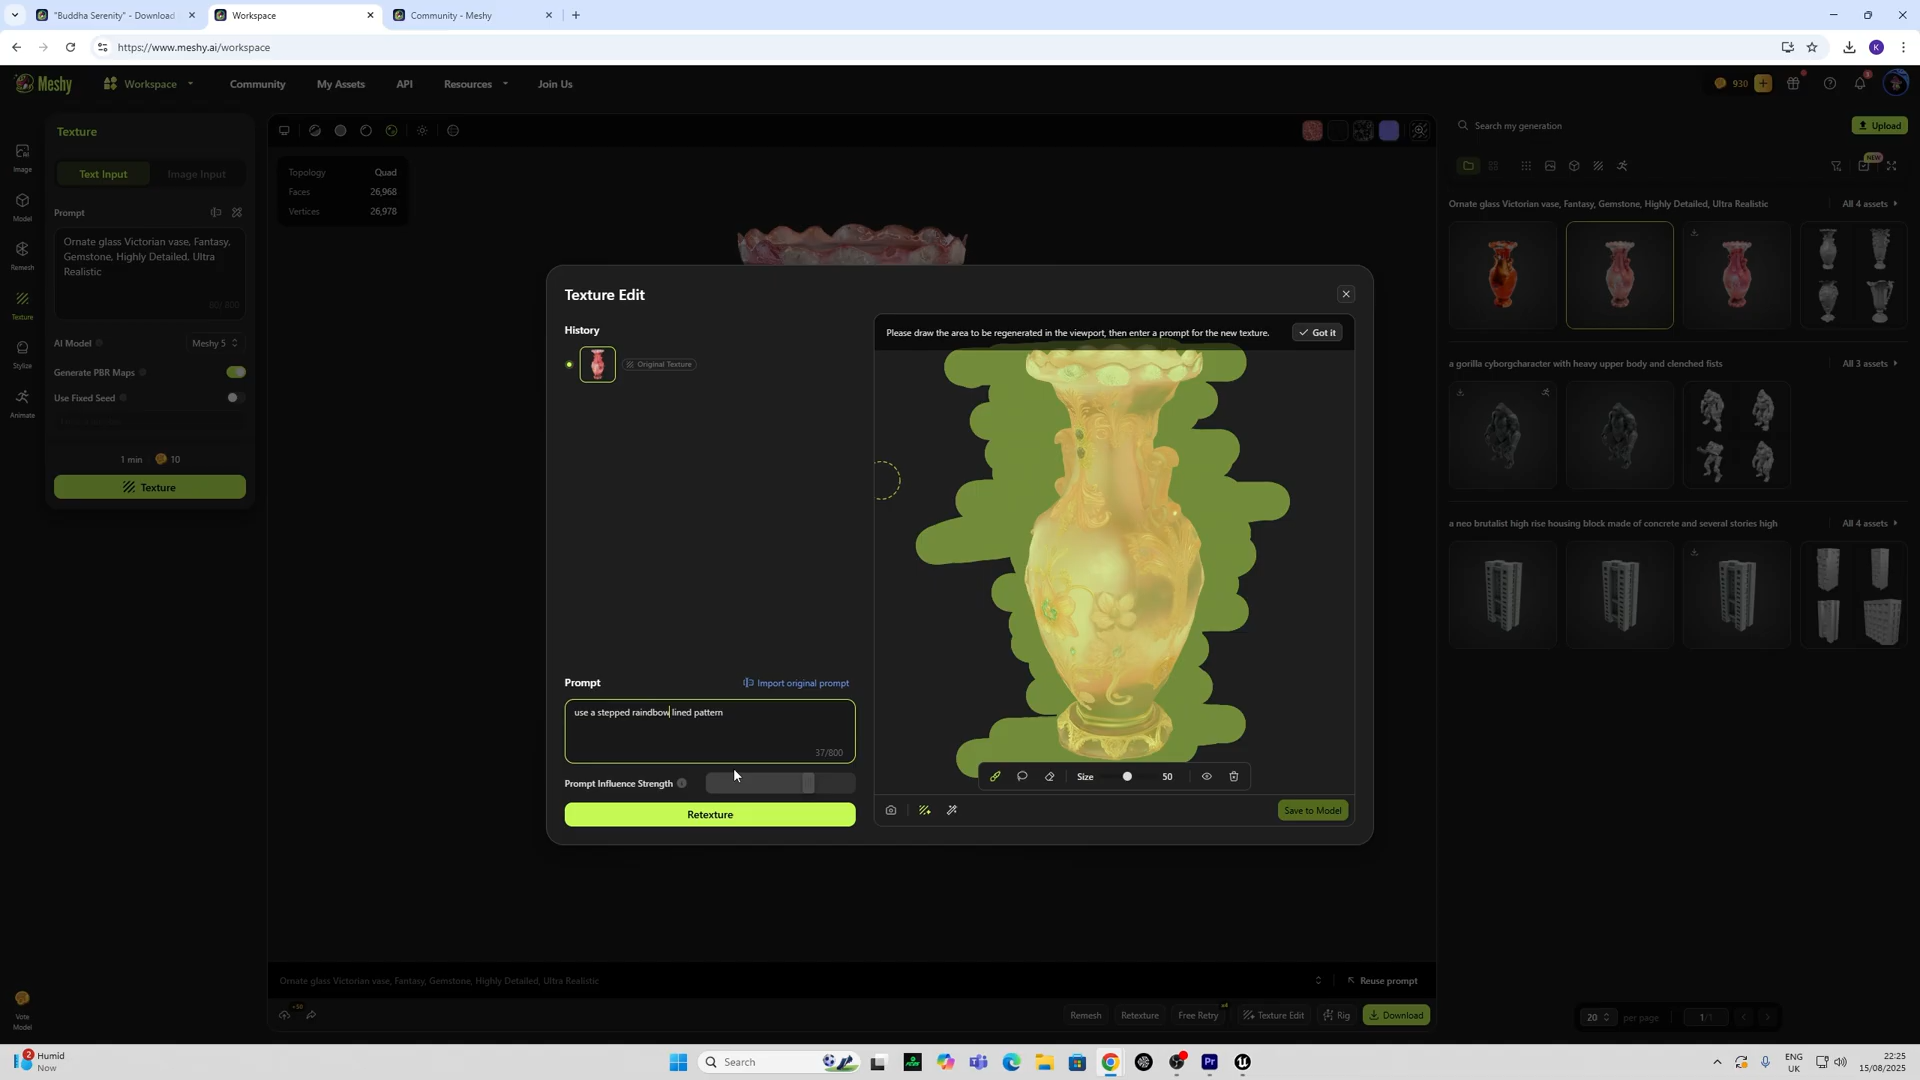 "Buddha Serenity" - Download
Workspace
Community - Meshy
https://www.meshy.ai/workspace
K
Meshy
Workspace
Community
My Assets
API
Resources
Join Us
930
Texture
Text Input
Image Input
Prompt
Ornate glass Victorian vase, Fantasy,
Gemstone, Highly Detailed, Ultra
Realistic
AI Model
Meshy 5
Generate PBR Maps
Use Fixed Seed
1 min
10
Texture
Image
Model
Remesh
Texture
Stylize
Animate
Vote
Model
Topology Quad
Faces 26,968
Vertices 26,978
Texture Edit
History
Original Texture
Please draw the area to be regenerated in the viewport, then enter a prompt for the new texture.
Got it
Prompt
Import original prompt
use a stepped raindbow lined pattern
37/800
Prompt Influence Strength
Retexture
Size
50
Save to Model
Ornate glass Victorian vase, Fantasy, Gemstone, Highly Detailed, Ultra Realistic
Reuse prompt
Remesh
Retexture
Free Retry
Texture Edit
Rig
Download
Search my generation
Upload
NEW
Ornate glass Victorian vase, Fantasy, Gemstone, Highly Detailed, Ultra Realistic
All 4 assets
a gorilla cyborgcharacter with heavy upper body and clenched fists
All 3 assets
a neo brutalist high rise housing block made of concrete and several stories high
All 4 assets
20
per page
1/1
2
Humid
Now
Search
Pr
ENG
UK
22:25
15/08/2025